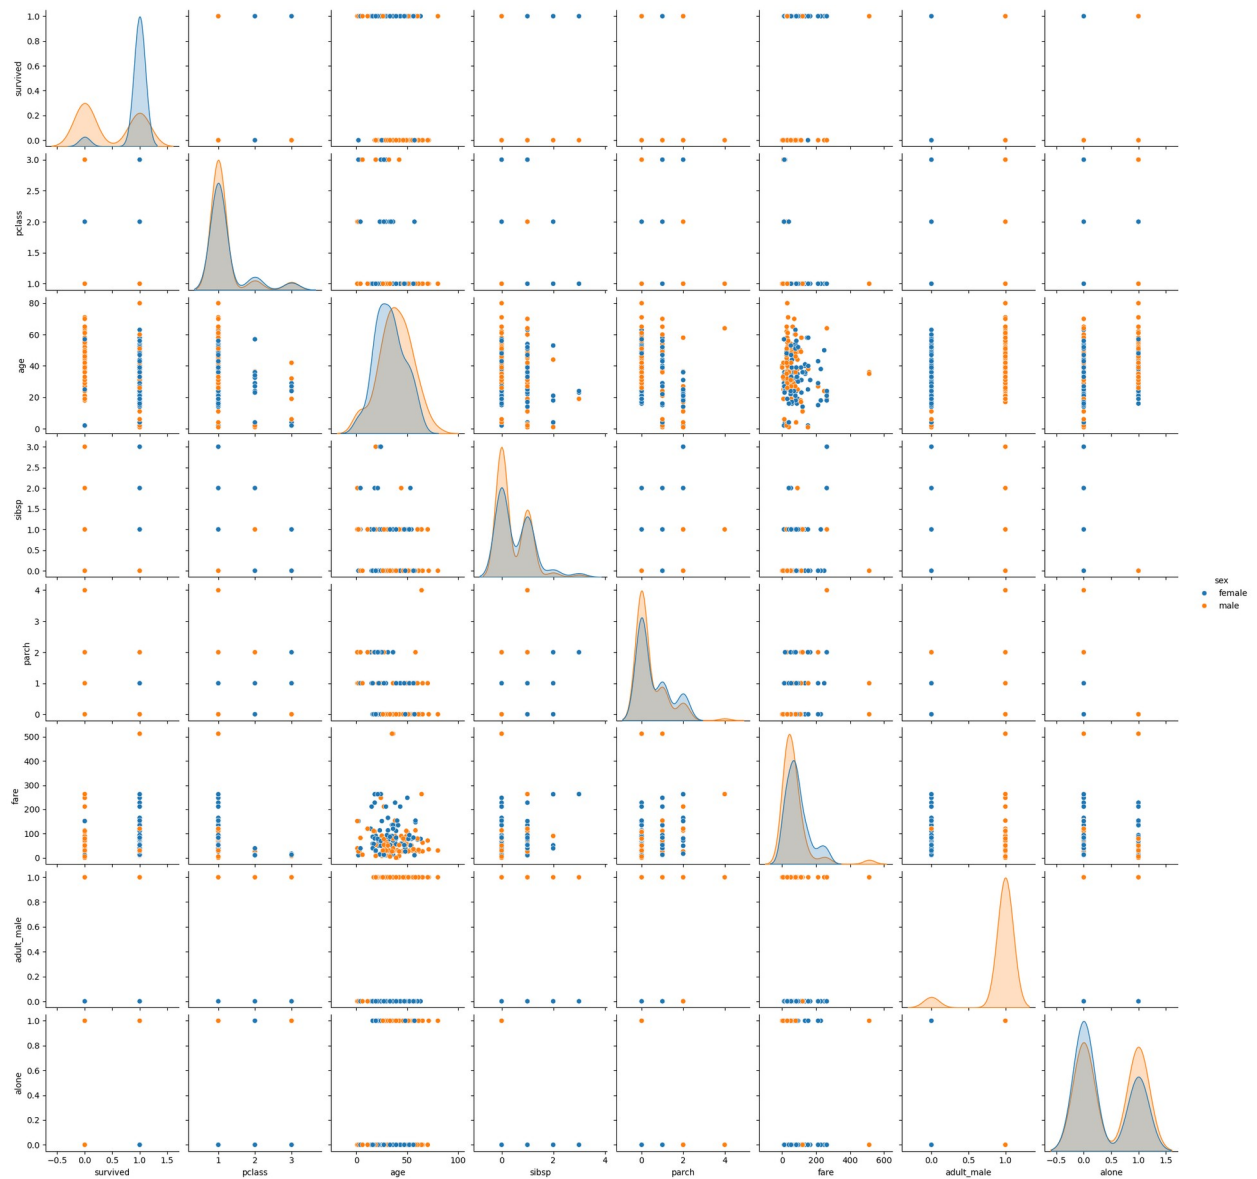 1.0
0.8
0.6
0.4
0.2
0.0
survived
3.0
2.5
2.0
1.5
1.0
pclass
80
60
40
20
0
age
3.0
2.5
2.0
1.5
1.0
0.5
0.0
sibsp
4
3
2
1
0
parch
sex
female
male
500
400
300
200
100
0
fare
1.0
0.8
0.6
0.4
0.2
0.0
adult_male
1.0
0.8
0.6
0.4
0.2
0.0
alone
−0.5 0.0 0.5 1.0 1.5
survived
1 2 3
pclass
0 50 100
age
0 2 4
sibsp
0 2 4
parch
0 200 400 600
fare
0.0 0.5 1.0
adult_male
−0.5 0.0 0.5 1.0 1.5
alone